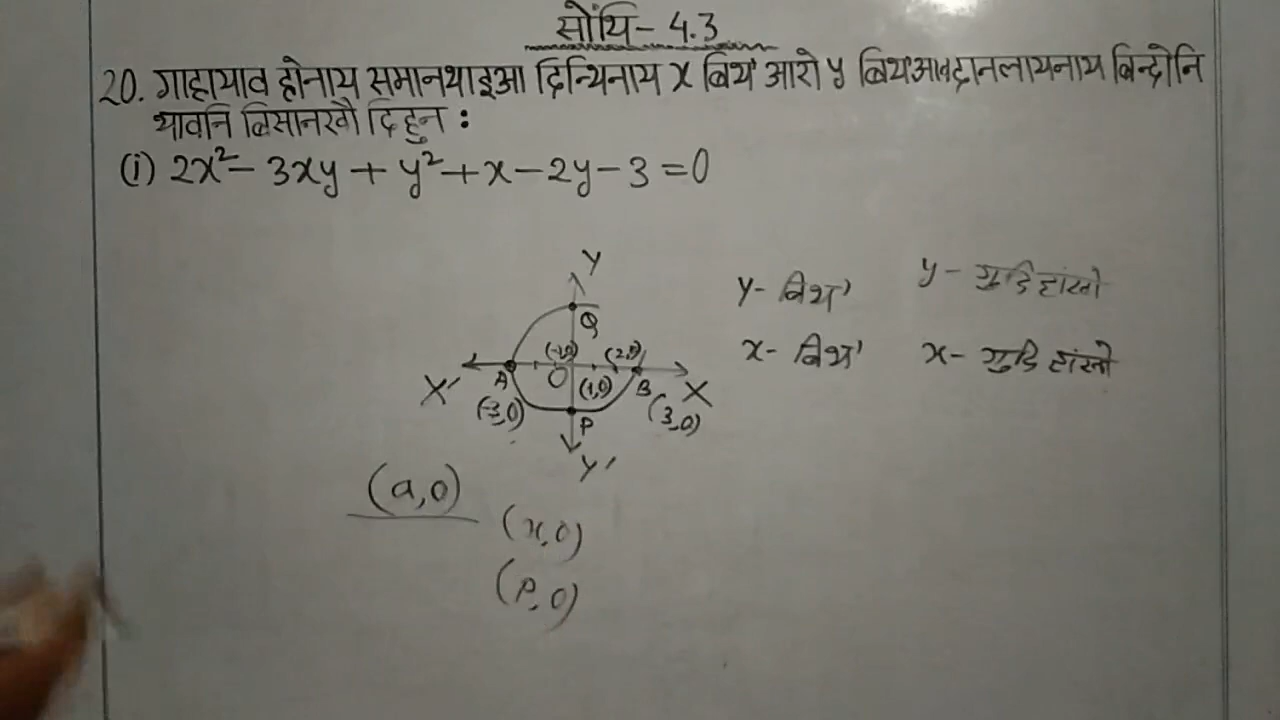 सोंथि- 4.3
20. गाहायाव होनाय समानथाइआ दिन्थिनाय x बिथ' आरो y बिथ'आव द्रानलायनाय बिन्दोनि
थावनि बिसानखौ दिहुन :
(i) 2x² - 3xy + y² + x - 2y - 3 = 0
Y
Q
(-1,0) (2,0)
X' A O (1,0) B X
(-3,0) (3,0)
P
Y'
y- बिथ' y-
x- बिथ' x-
(a,0)
(x,0)
(P,0)